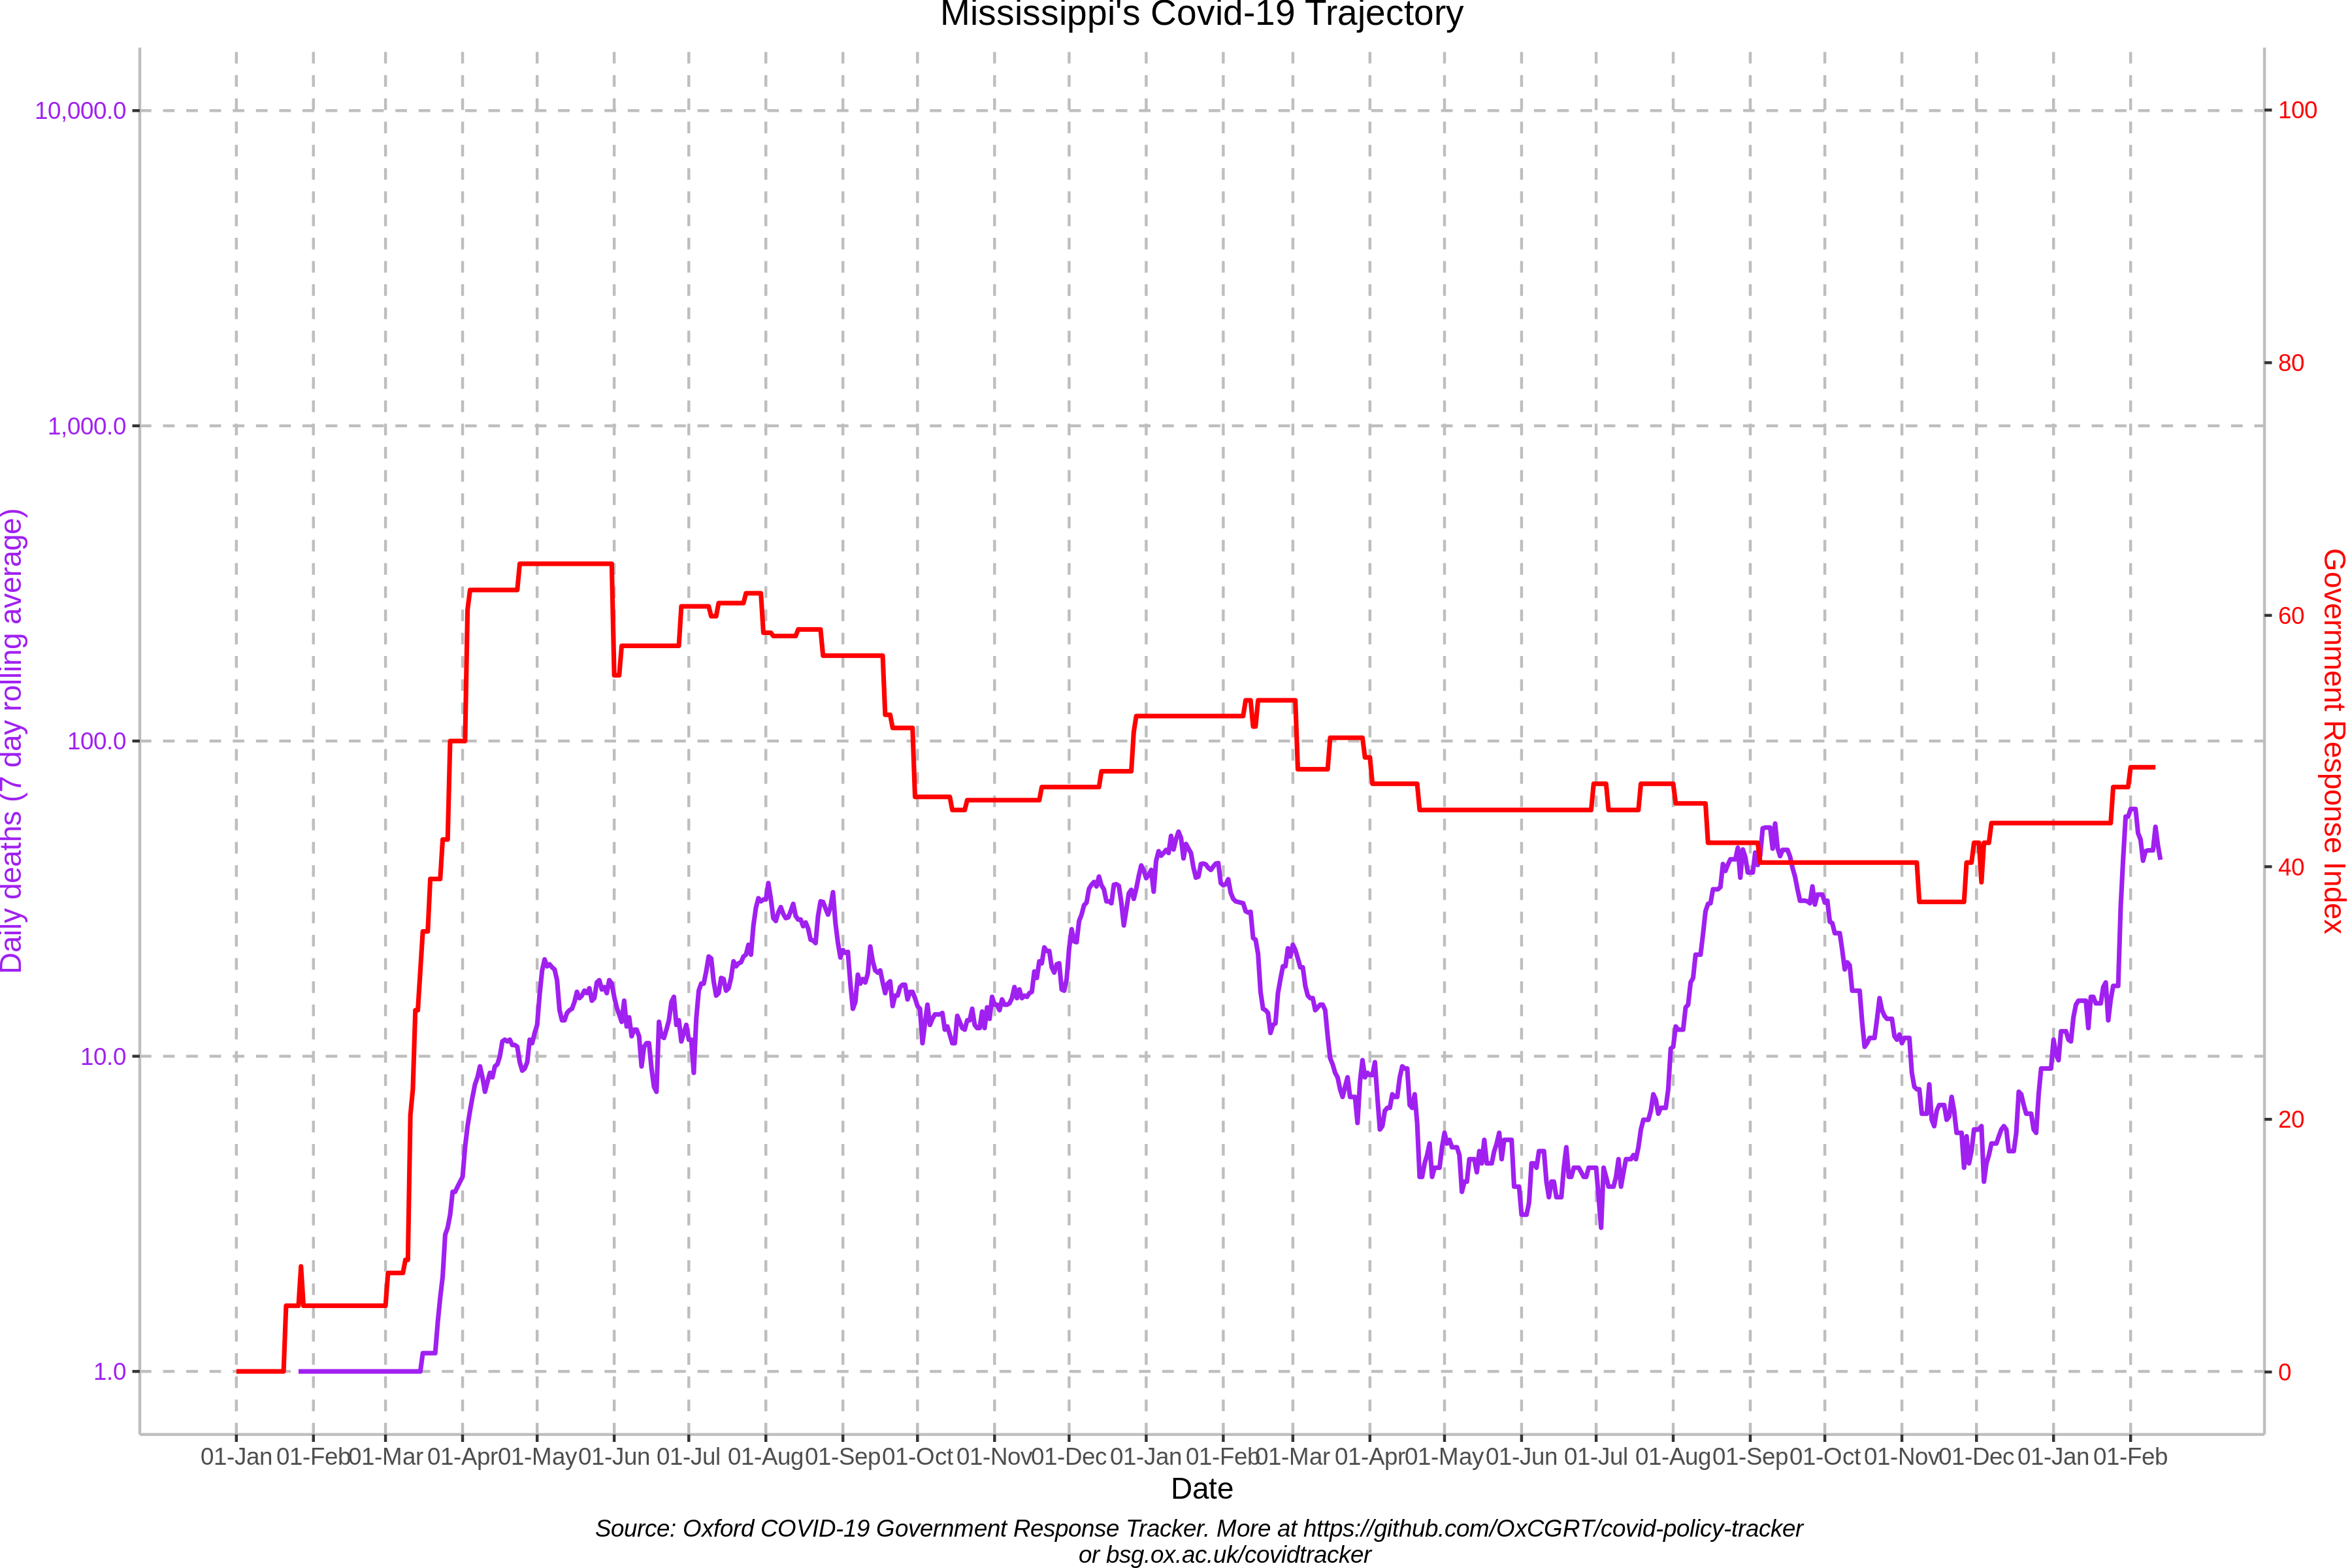 Mississippi's Covid-19 Trajectory
10,000.0
1,000.0
100.0
10.0
1.0
Daily deaths (7 day rolling average)
100
80
60
40
20
0
Government Response Index
01-Jan 01-Feb 01-Mar 01-Apr 01-May 01-Jun 01-Jul 01-Aug 01-Sep 01-Oct 01-Nov 01-Dec 01-Jan 01-Feb 01-Mar 01-Apr 01-May 01-Jun 01-Jul 01-Aug 01-Sep 01-Oct 01-Nov 01-Dec 01-Jan 01-Feb
Date
Source: Oxford COVID-19 Government Response Tracker. More at https://github.com/OxCGRT/covid-policy-tracker
or bsg.ox.ac.uk/covidtracker